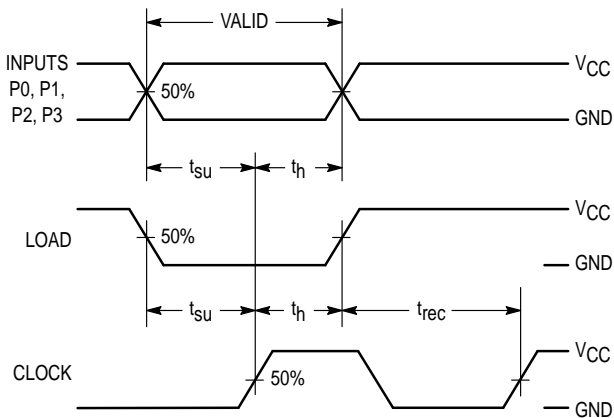 VALID
INPUTS
P0, P1,
P2, P3
50%
VCC
GND
tsu
th
LOAD
50%
VCC
GND
tsu
th
trec
CLOCK
50%
VCC
GND